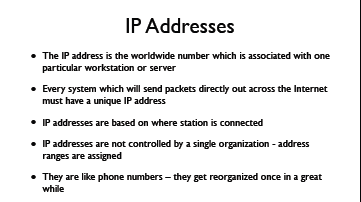 IP Addresses
• The IP address is the worldwide number which is associated with one
particular workstation or server
• Every system which will send packets directly out across the Internet
must have a unique IP address
• IP addresses are based on where station is connected
• IP addresses are not controlled by a single organization - address
ranges are assigned
• They are like phone numbers – they get reorganized once in a great
while